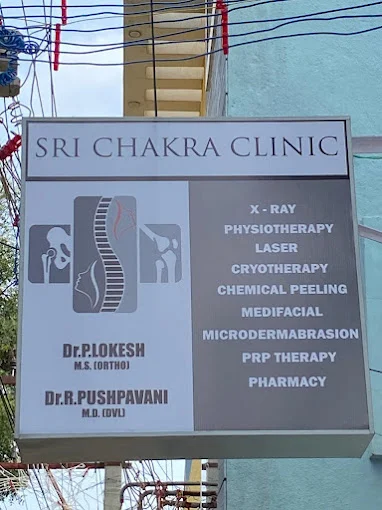 SRI CHAKRA CLINIC
Dr.P.LOKESH
M.S. (ORTHO)
Dr.R.PUSHPAVANI
M.D. (DVL)
X - RAY
PHYSIOTHERAPY
LASER
CRYOTHERAPY
CHEMICAL PEELING
MEDIFACIAL
MICRODERMABRASION
PRP THERAPY
PHARMACY